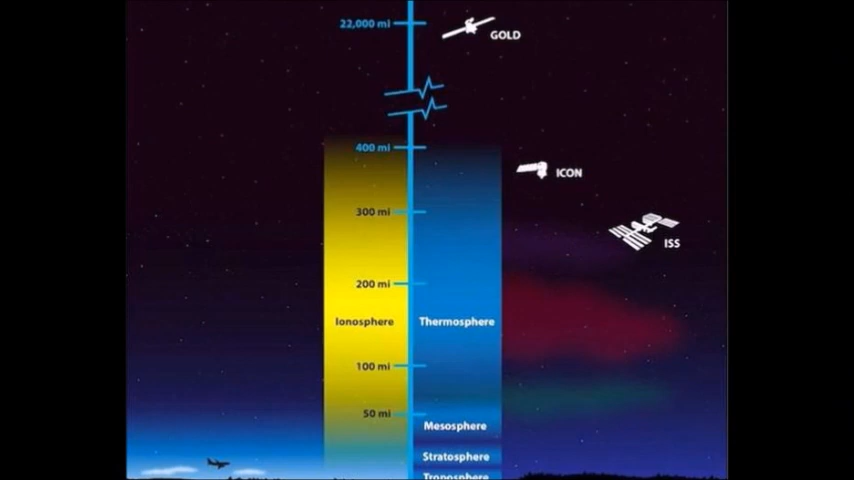 22,000 mi
GOLD
400 mi
ICON
300 mi
ISS
200 mi
Ionosphere
Thermosphere
100 mi
50 mi
Mesosphere
Stratosphere
Troposphere